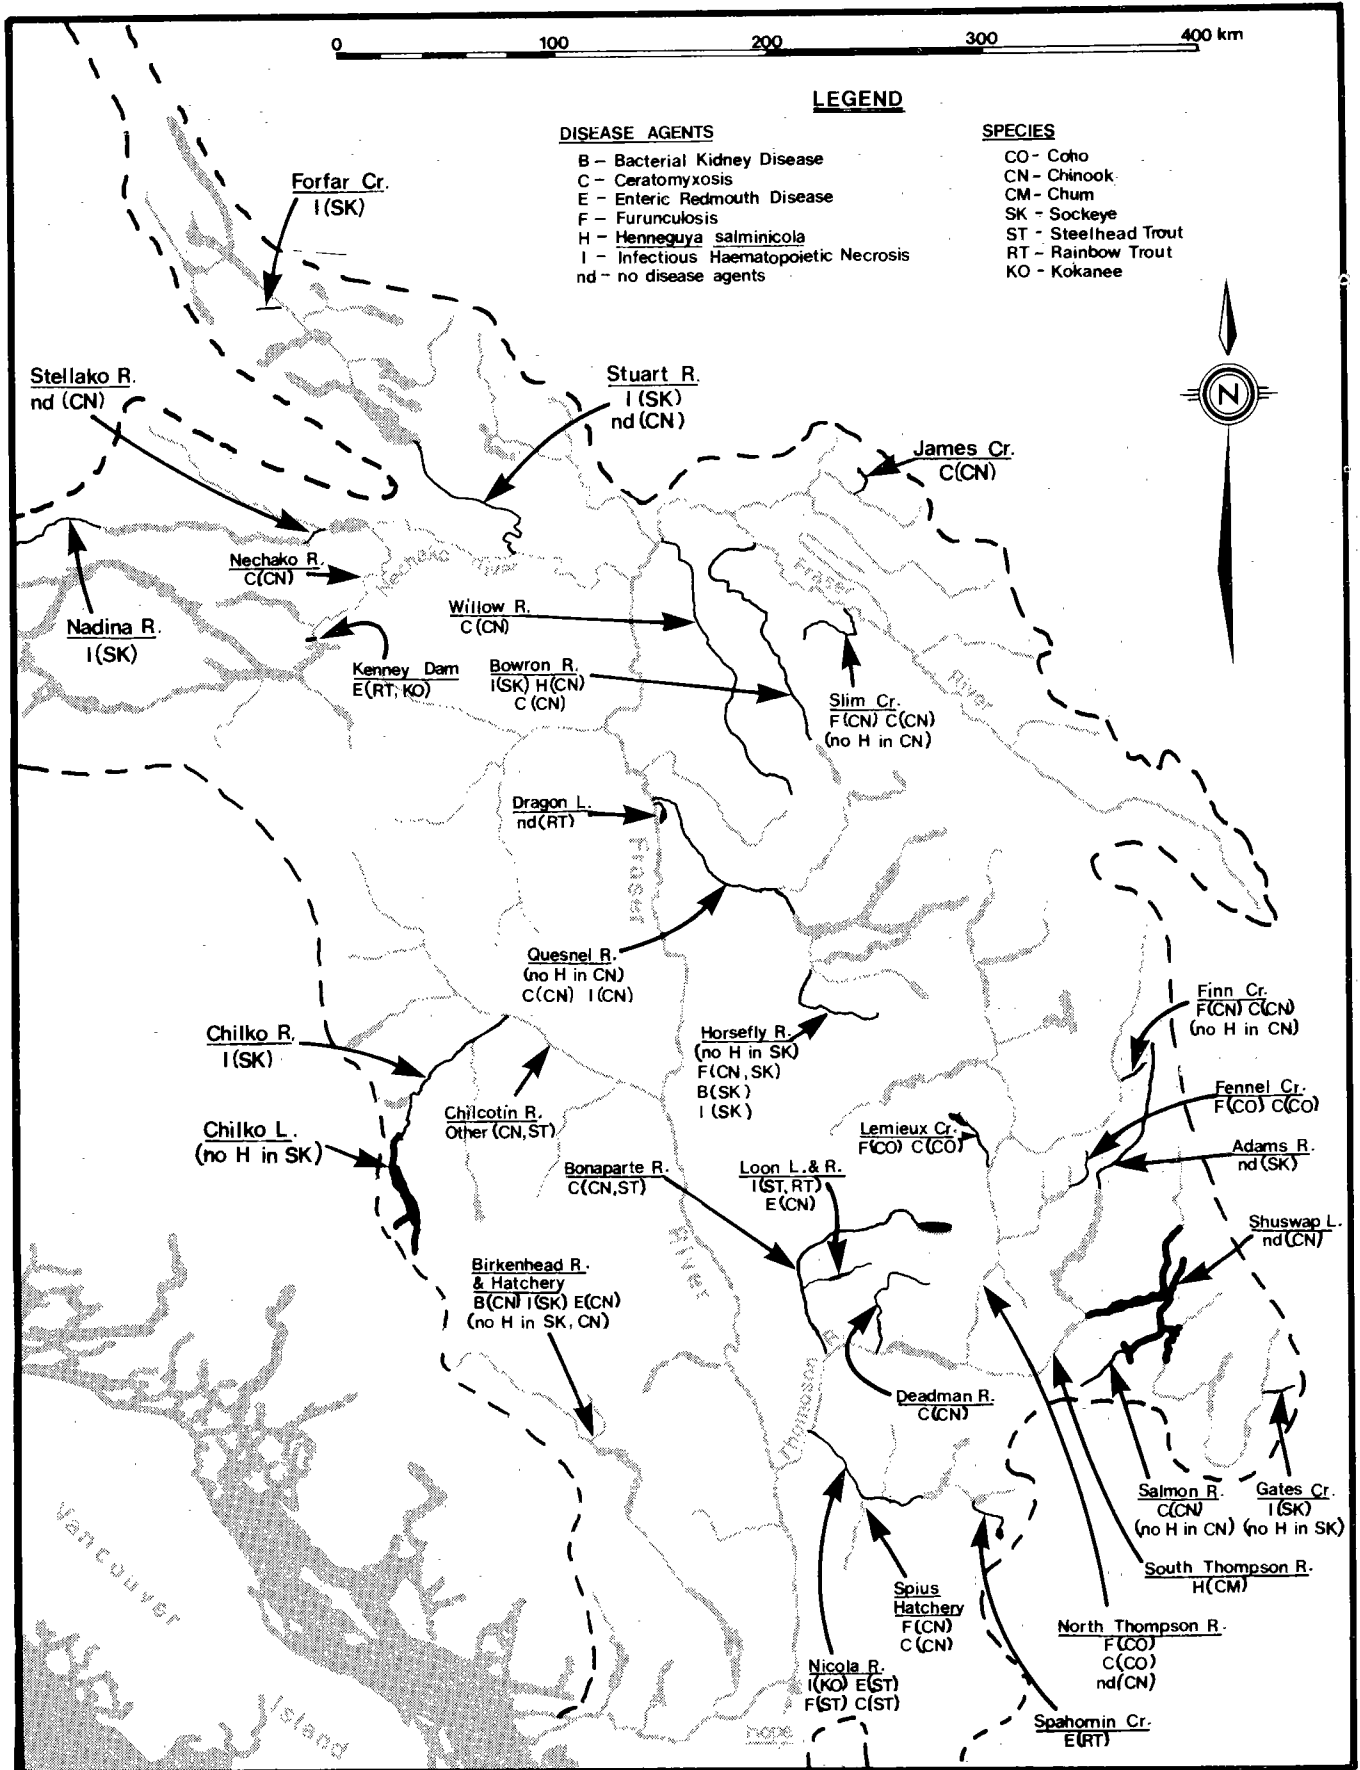 0 100 200 300 400 km
LEGEND
DISEASE AGENTS
B - Bacterial Kidney Disease
C - Ceratomyxosis
E - Enteric Redmouth Disease
F - Furunculosis
H - Henneguya salminicola
I - Infectious Haematopoietic Necrosis
nd - no disease agents
SPECIES
CO - Coho
CN - Chinook
CM - Chum
SK - Sockeye
ST - Steelhead Trout
RT - Rainbow Trout
KO - Kokanee
N
Forfar Cr.
I(SK)
Stellako R.
nd (CN)
Stuart R.
I(SK)
nd(CN)
James Cr.
C(CN)
Nechako R.
C(CN)
Nechako River
Fraser
River
Nadina R.
I(SK)
Willow R.
C(CN)
Kenney Dam
E(RT, KO)
Bowron R.
I(SK) H(CN)
C(CN)
Slim Cr.
F(CN) C(CN)
(no H in CN)
Dragon L.
nd(RT)
Fraser
Quesnel R.
(no H in CN)
C(CN) I(CN)
Finn Cr.
F(CN) C(CN)
(no H in CN)
Chilko R.
I(SK)
Horsefly R.
(no H in SK)
F(CN, SK)
B(SK)
I(SK)
Fennel Cr.
F(CO) C(CO)
Chilcotin R.
Other (CN, ST)
Chilko L.
(no H in SK)
Lemieux Cr.
F(CO) C(CO)
Adams R.
nd(SK)
Bonaparte R.
C(CN,ST)
Loon L.& R.
I(ST, RT)
E(CN)
Shuswap L.
nd(CN)
River
Birkenhead R.
& Hatchery
B(CN) I(SK) E(CN)
(no H in SK, CN)
Thompson R.
Deadman R.
C(CN)
Salmon R.
C(CN)
(no H in CN)
Gates Cr.
I(SK)
(no H in SK)
Vancouver
Island
South Thompson R.
H(CM)
Spius
Hatchery
F(CN)
C(CN)
North Thompson R.
F(CO)
C(CO)
nd(CN)
Nicola R.
I(KO) E(ST)
F(ST) C(ST)
Spahomin Cr.
E(RT)
hope